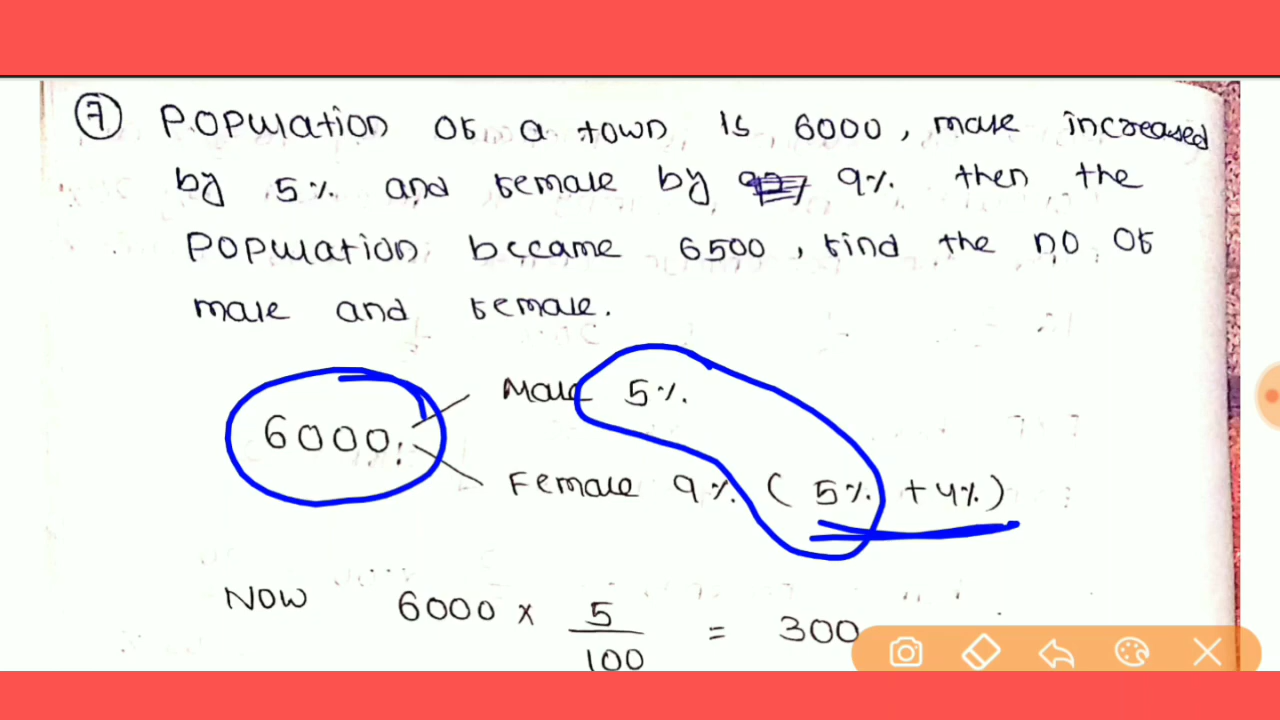 7 Population of a town is 6000, male increased
by 5% and female by 9% then the
population became 6500, find the no of
male and female.
Male 5%
6000
Female 9% (5% + 4%)
Now 6000 × 5/100 = 300